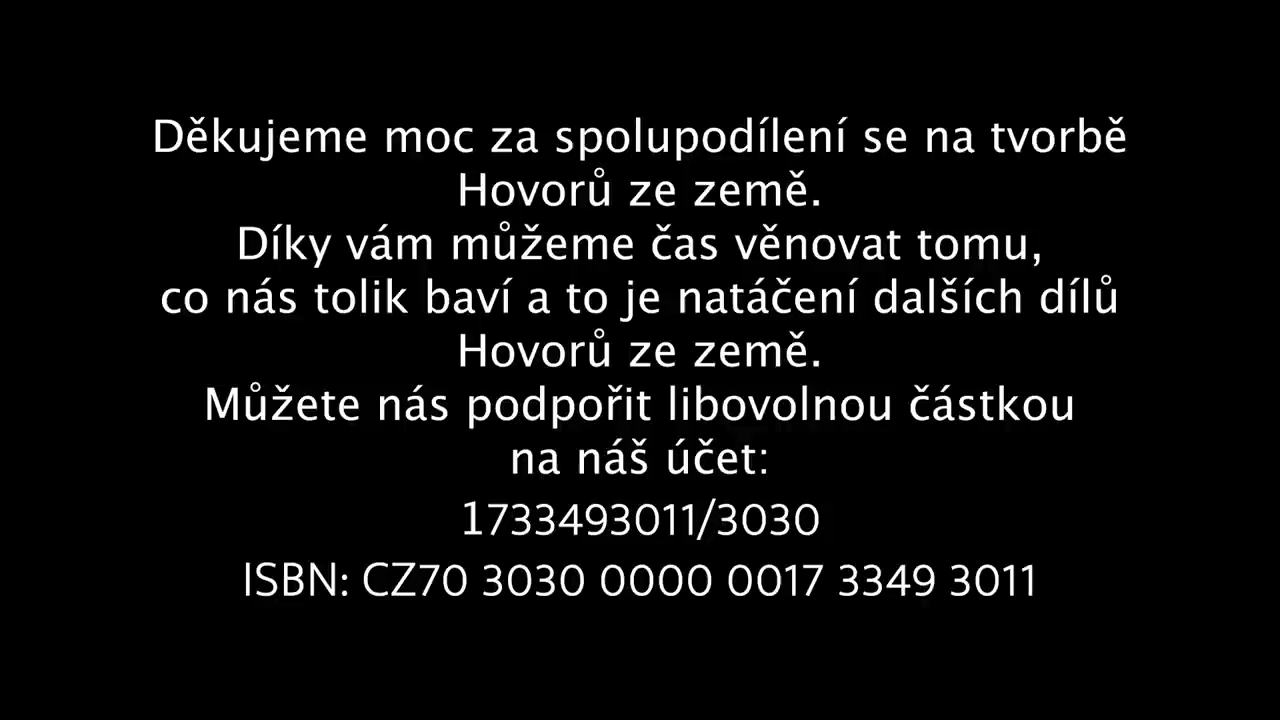 Děkujeme moc za spolupodílení se na tvorbě
Hovorů ze země.
Díky vám můžeme čas věnovat tomu,
co nás tolik baví a to je natáčení dalších dílů
Hovorů ze země.
Můžete nás podpořit libovolnou částkou
na náš účet:
1733493011/3030
ISBN: CZ70 3030 0000 0017 3349 3011